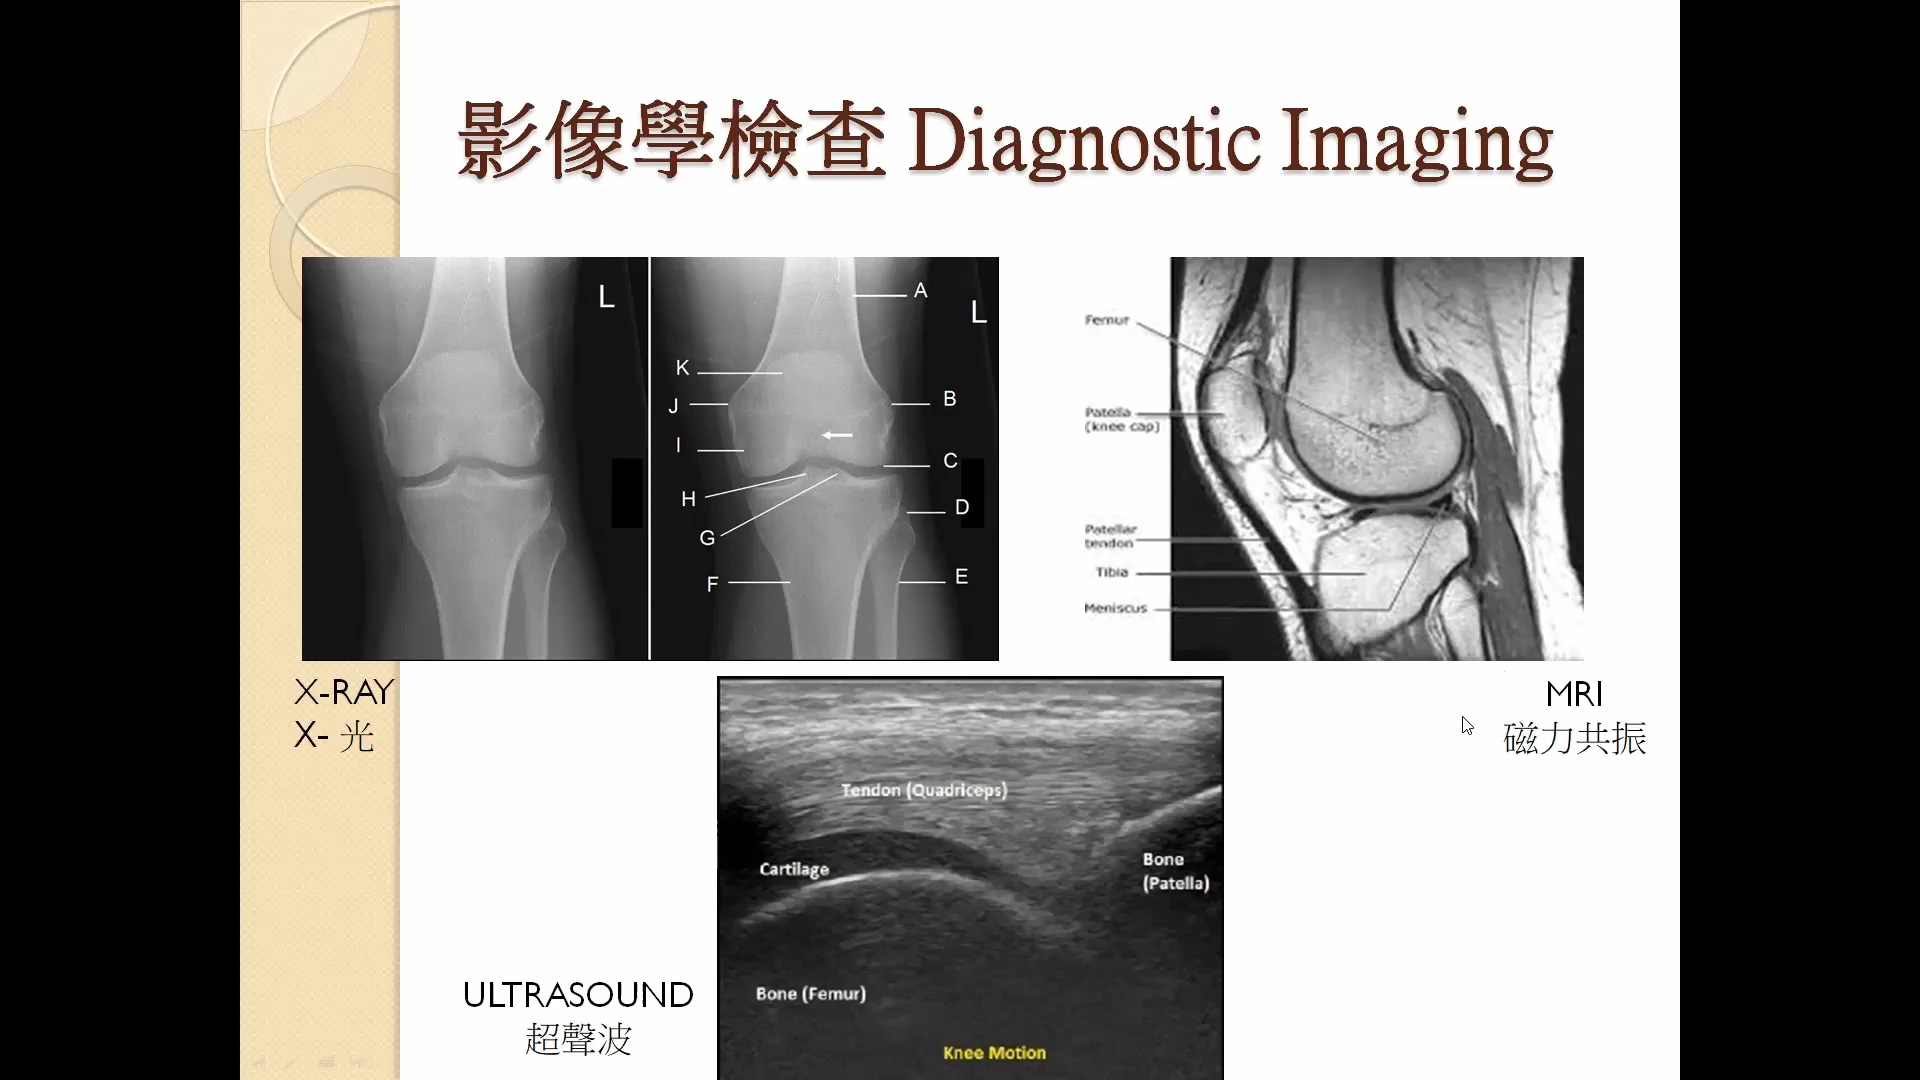 影像學檢查 Diagnostic Imaging
L
A
L
K
J
B
I
C
H
D
G
F
E
Femur
Patella
(knee cap)
Patellar
tendon
Tibia
Meniscus
X-RAY
X- 光
MRI
磁力共振
Tendon (Quadriceps)
Cartilage
Bone
(Patella)
Bone (Femur)
Knee Motion
ULTRASOUND
超聲波